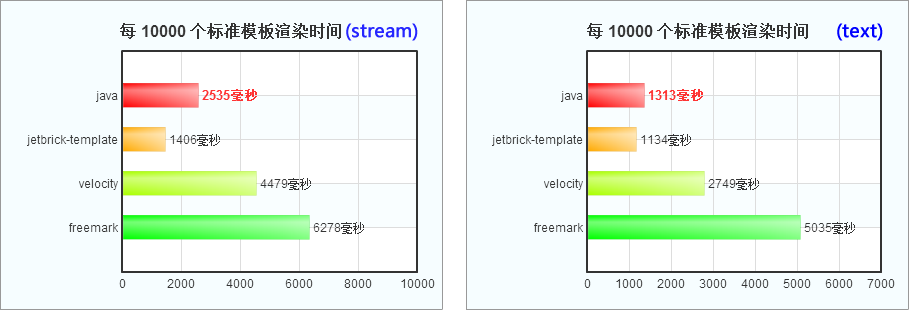 每 10000 个标准模板渲染时间 (stream)
java
2535毫秒
jetbrick-template
1406毫秒
velocity
4479毫秒
freemark
6278毫秒
0 2000 4000 6000 8000 10000
每 10000 个标准模板渲染时间 (text)
java
1313毫秒
jetbrick-template
1134毫秒
velocity
2749毫秒
freemark
5035毫秒
0 1000 2000 3000 4000 5000 6000 7000